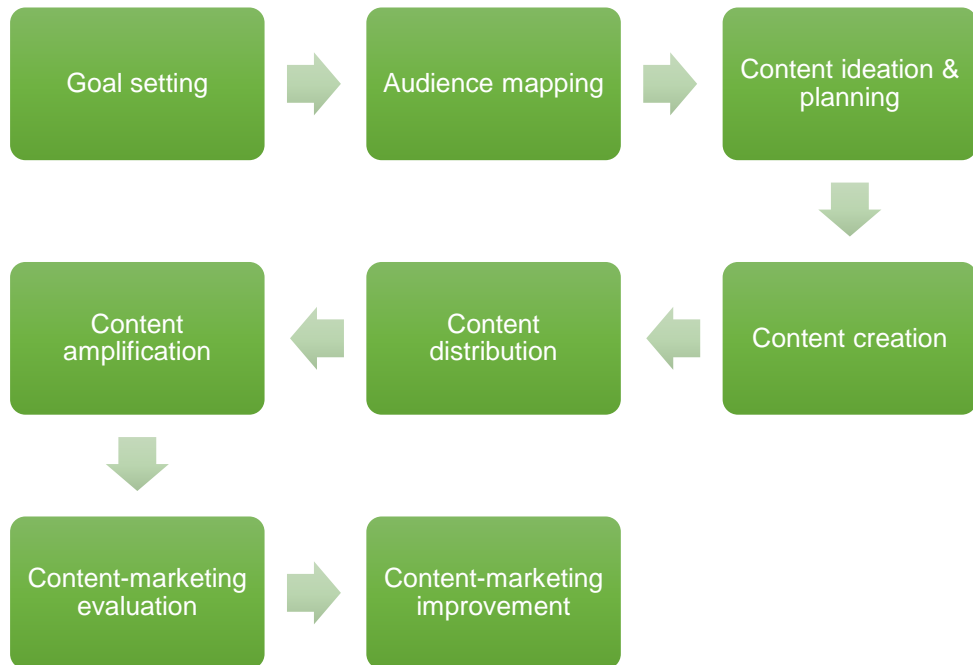 Goal setting
Audience mapping
Content ideation &
planning
Content creation
Content
distribution
Content
amplification
Content-marketing
evaluation
Content-marketing
improvement